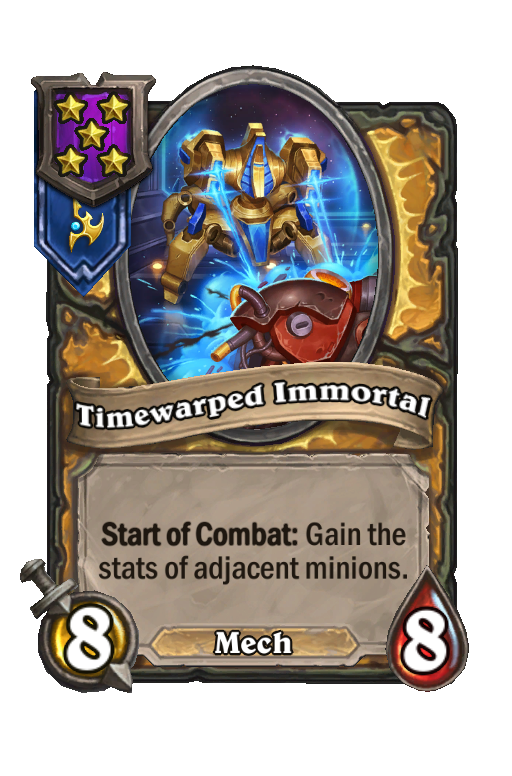 Timewarped Immortal
Start of Combat: Gain the
stats of adjacent minions.
8
Mech
8